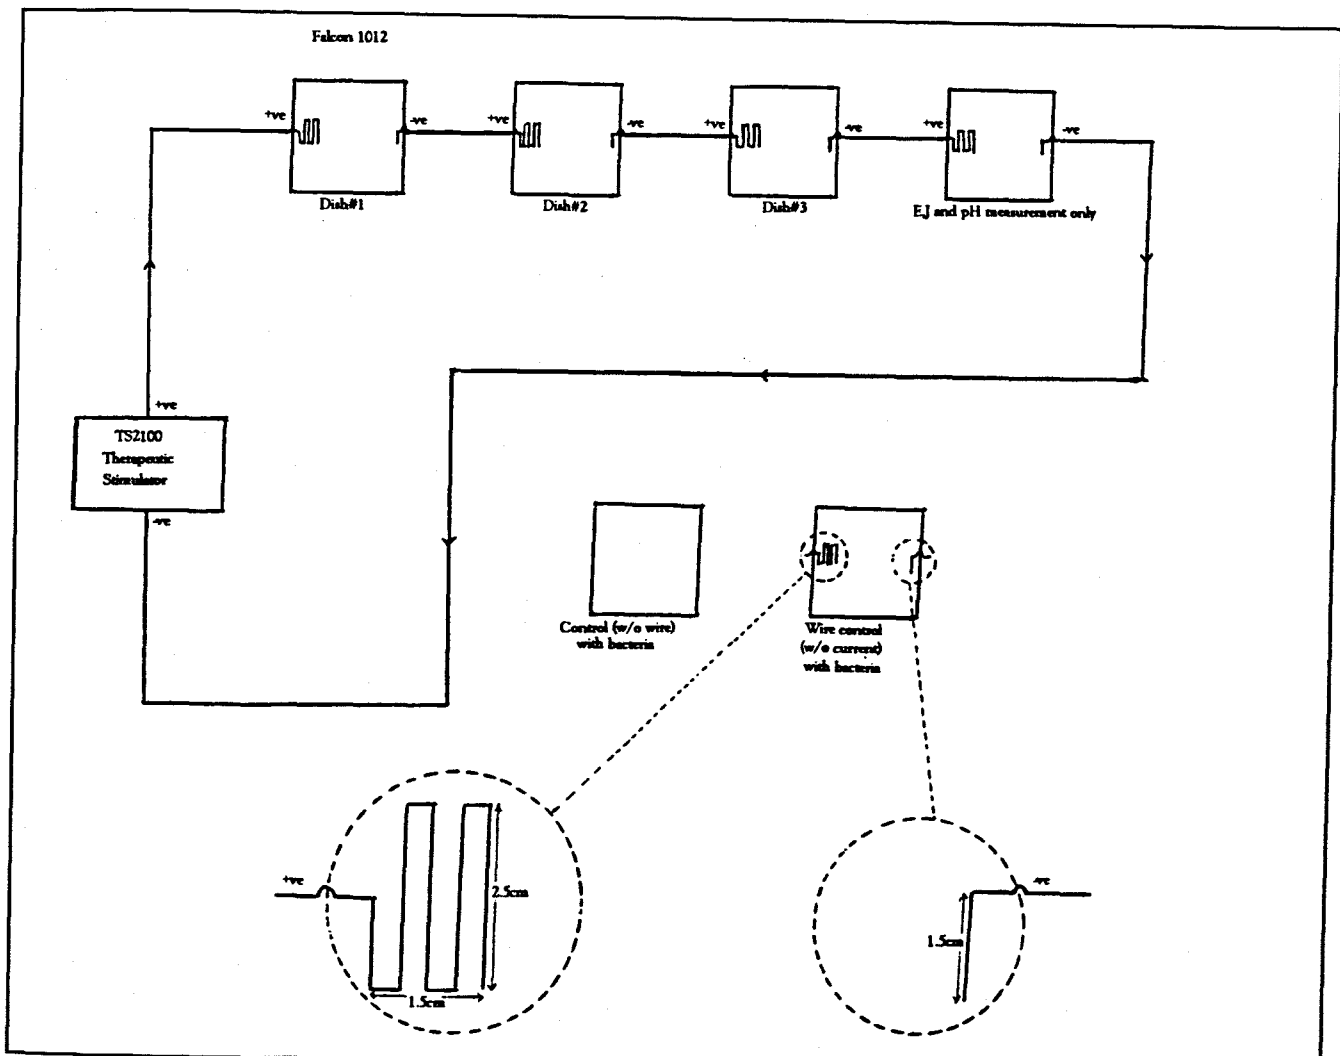 Falcon 1012
+ve -ve +ve -ve +ve -ve +ve -ve
Dish#1 Dish#2 Dish#3 EJ and pH measurement only
+ve
TS2100
Therapeutic
Stimulator
-ve
Control (w/o wire)
with bacteria
Wire control
(w/o current)
with bacteria
+ve
2.5cm
1.5cm
-ve
1.5cm